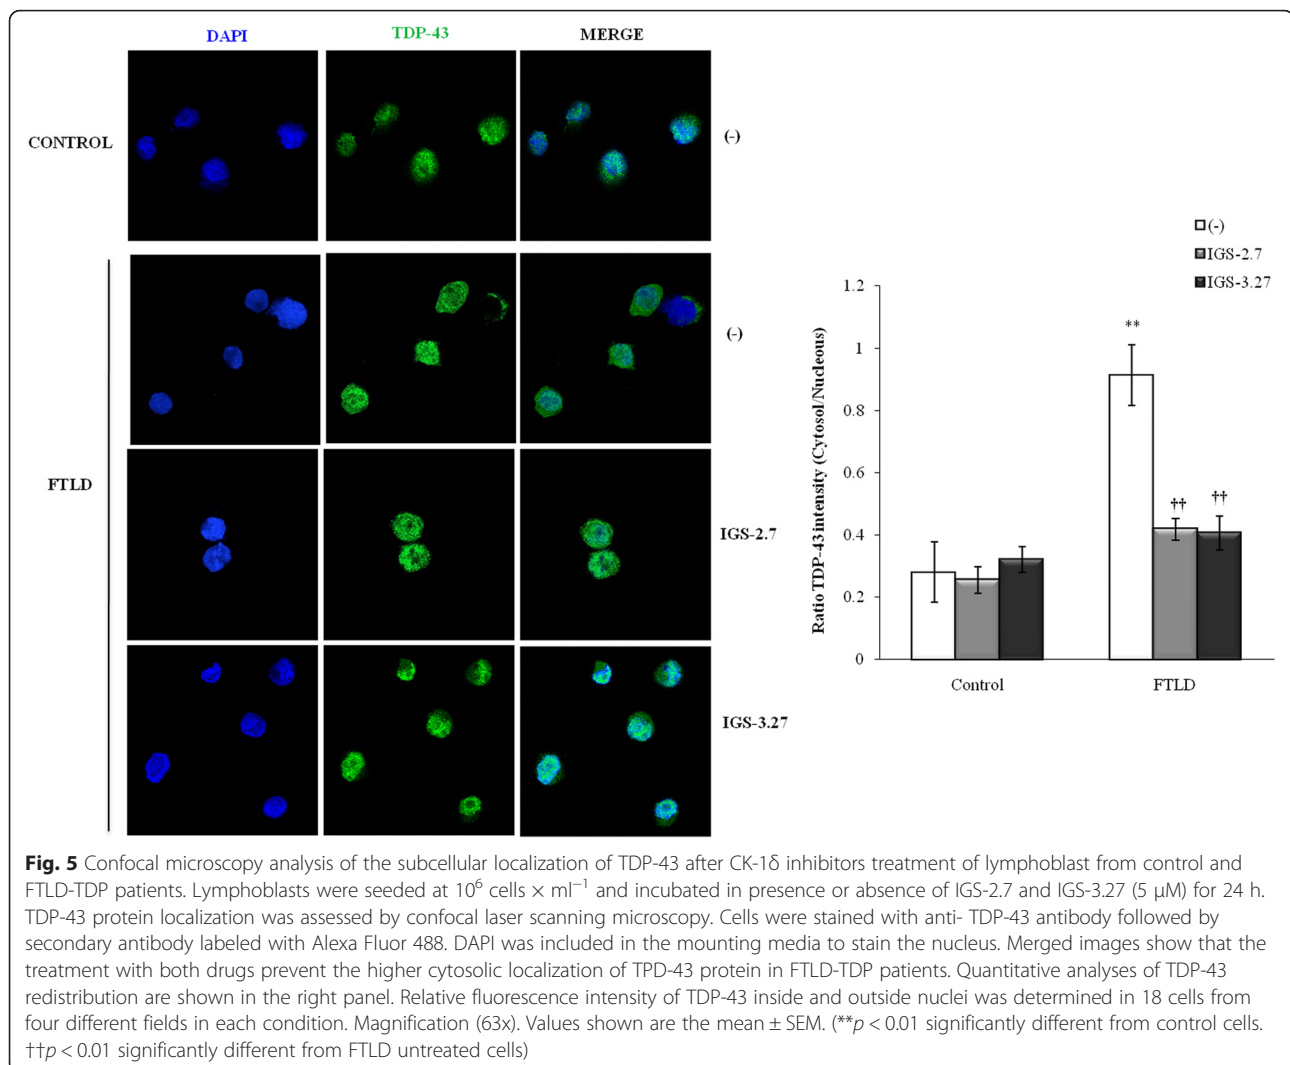 DAPI TDP-43 MERGE
CONTROL
(-)
(-)
FTLD
IGS-2.7
IGS-3.27
(-)
IGS-2.7
IGS-3.27
Ratio TDP-43 intensity (Cytosol/Nucleous)
1.2
1
0.8
0.6
0.4
0.2
0
**
††
††
Control FTLD
Fig. 5 Confocal microscopy analysis of the subcellular localization of TDP-43 after CK-1δ inhibitors treatment of lymphoblast from control and
FTLD-TDP patients. Lymphoblasts were seeded at 10⁶ cells × ml⁻¹ and incubated in presence or absence of IGS-2.7 and IGS-3.27 (5 μM) for 24 h.
TDP-43 protein localization was assessed by confocal laser scanning microscopy. Cells were stained with anti- TDP-43 antibody followed by
secondary antibody labeled with Alexa Fluor 488. DAPI was included in the mounting media to stain the nucleus. Merged images show that the
treatment with both drugs prevent the higher cytosolic localization of TPD-43 protein in FTLD-TDP patients. Quantitative analyses of TDP-43
redistribution are shown in the right panel. Relative fluorescence intensity of TDP-43 inside and outside nuclei was determined in 18 cells from
four different fields in each condition. Magnification (63x). Values shown are the mean ± SEM. (**p < 0.01 significantly different from control cells.
††p < 0.01 significantly different from FTLD untreated cells)